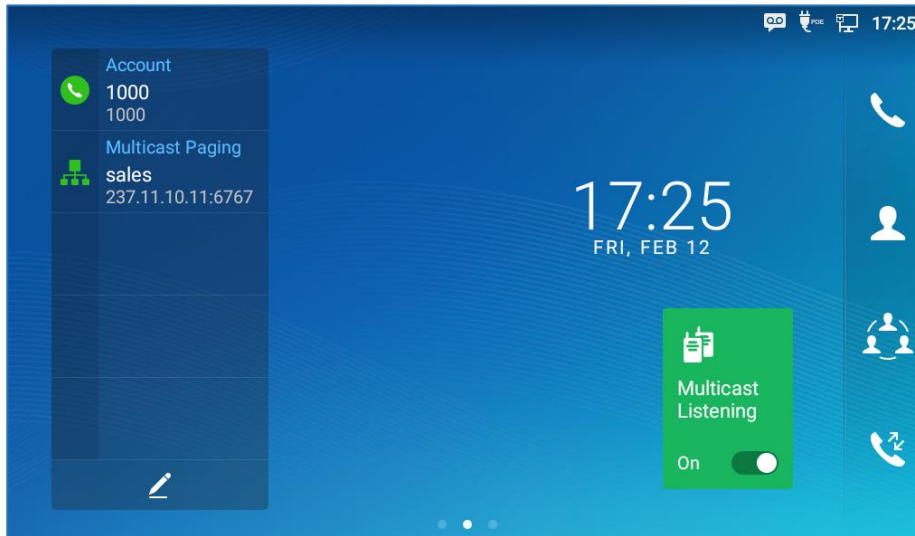 POE 17:25
Account
1000
1000
Multicast Paging
sales
237.11.10.11:6767
17:25
FRI, FEB 12
Multicast
Listening
On